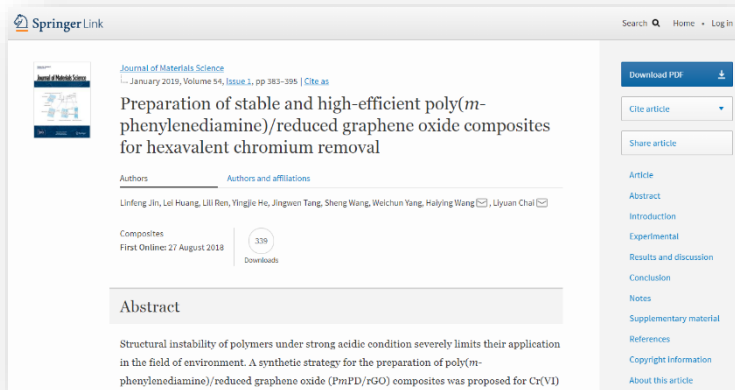 Springer Link
Search Home • Log in
Journal of Materials Science
Journal of Materials Science
January 2019, Volume 54, Issue 1, pp 383–395 | Cite as
Preparation of stable and high-efficient poly(m-
phenylenediamine)/reduced graphene oxide composites
for hexavalent chromium removal
Authors
Authors and affiliations
Linfeng Jin, Lei Huang, Lili Ren, Yingjie He, Jingwen Tang, Sheng Wang, Weichun Yang, Haiying Wang, Liyuan Chai
Composites
First Online: 27 August 2018
339
Downloads
Abstract
Structural instability of polymers under strong acidic condition severely limits their application
in the field of environment. A synthetic strategy for the preparation of poly(m-
phenylenediamine)/reduced graphene oxide (PmPD/rGO) composites was proposed for Cr(VI)
Download PDF
Cite article
Share article
Article
Abstract
Introduction
Experimental
Results and discussion
Conclusion
Notes
Supplementary material
References
Copyright information
About this article